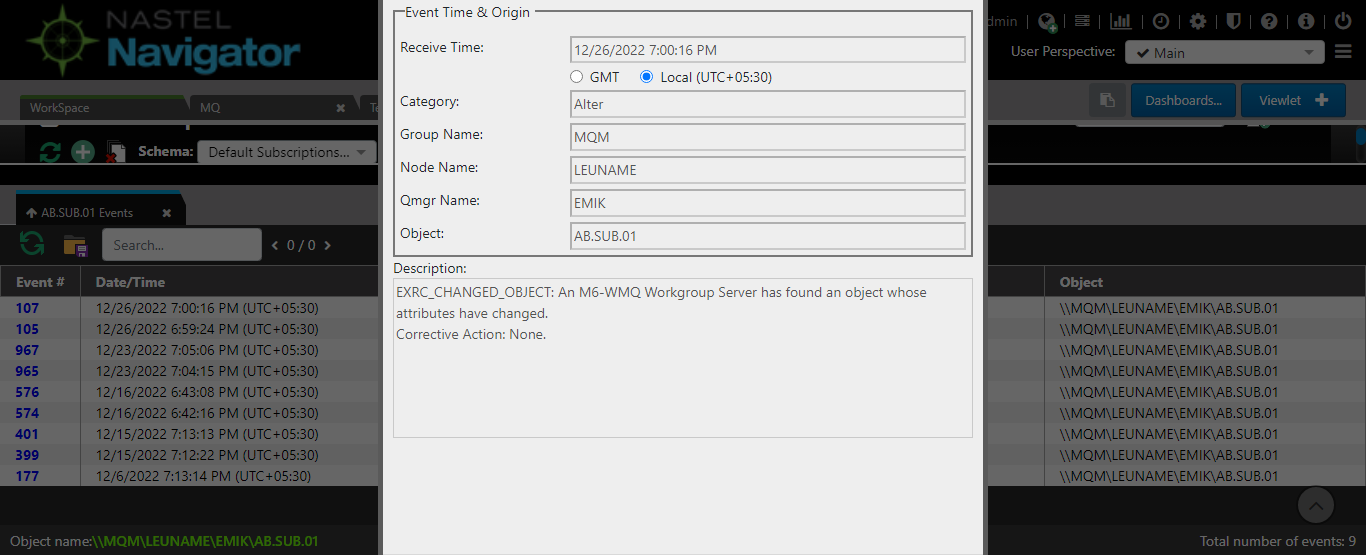 NASTEL
Navigator
dmin
User Perspective: Main
WorkSpace
MQ
Te
Dashboards...
Viewlet
Schema: Default Subscriptions...
AB.SUB.01 Events
Search...
0 / 0
Event # Date/Time Object
107 12/26/2022 7:00:16 PM (UTC+05:30) \\MQM\LEUNAME\EMIK\AB.SUB.01
105 12/26/2022 6:59:24 PM (UTC+05:30) \\MQM\LEUNAME\EMIK\AB.SUB.01
967 12/23/2022 7:05:06 PM (UTC+05:30) \\MQM\LEUNAME\EMIK\AB.SUB.01
965 12/23/2022 7:04:15 PM (UTC+05:30) \\MQM\LEUNAME\EMIK\AB.SUB.01
576 12/16/2022 6:43:08 PM (UTC+05:30) \\MQM\LEUNAME\EMIK\AB.SUB.01
574 12/16/2022 6:42:16 PM (UTC+05:30) \\MQM\LEUNAME\EMIK\AB.SUB.01
401 12/15/2022 7:13:13 PM (UTC+05:30) \\MQM\LEUNAME\EMIK\AB.SUB.01
399 12/15/2022 7:12:22 PM (UTC+05:30) \\MQM\LEUNAME\EMIK\AB.SUB.01
177 12/6/2022 7:13:14 PM (UTC+05:30) \\MQM\LEUNAME\EMIK\AB.SUB.01
Object name:\\MQM\LEUNAME\EMIK\AB.SUB.01
Total number of events: 9
Event Time & Origin
Receive Time: 12/26/2022 7:00:16 PM
GMT Local (UTC+05:30)
Category: Alter
Group Name: MQM
Node Name: LEUNAME
Qmgr Name: EMIK
Object: AB.SUB.01
Description:
EXRC_CHANGED_OBJECT: An M6-WMQ Workgroup Server has found an object whose
attributes have changed.
Corrective Action: None.